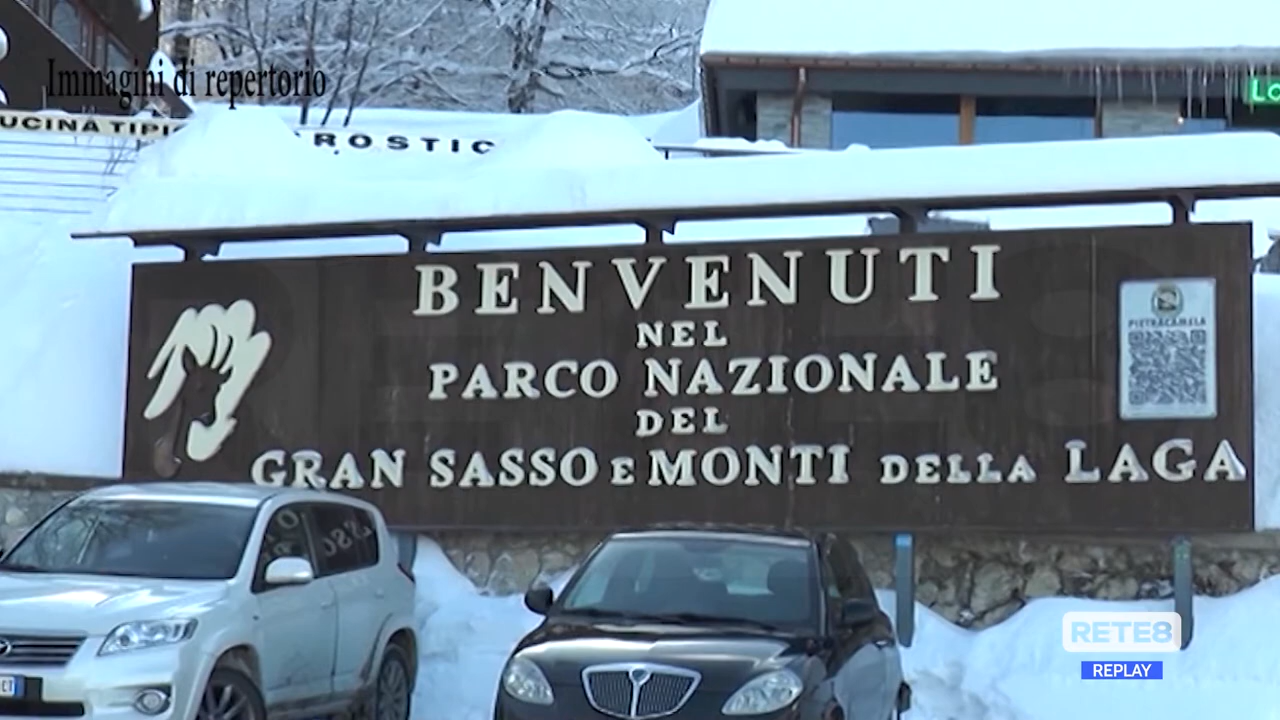 Immagini di repertorio
UCINA TIPIC
ROSTIC
Lo
BENVENUTI
NEL
PARCO NAZIONALE
DEL
GRAN SASSO E MONTI DELLA LAGA
PIETRACAMELA
RETE8
REPLAY